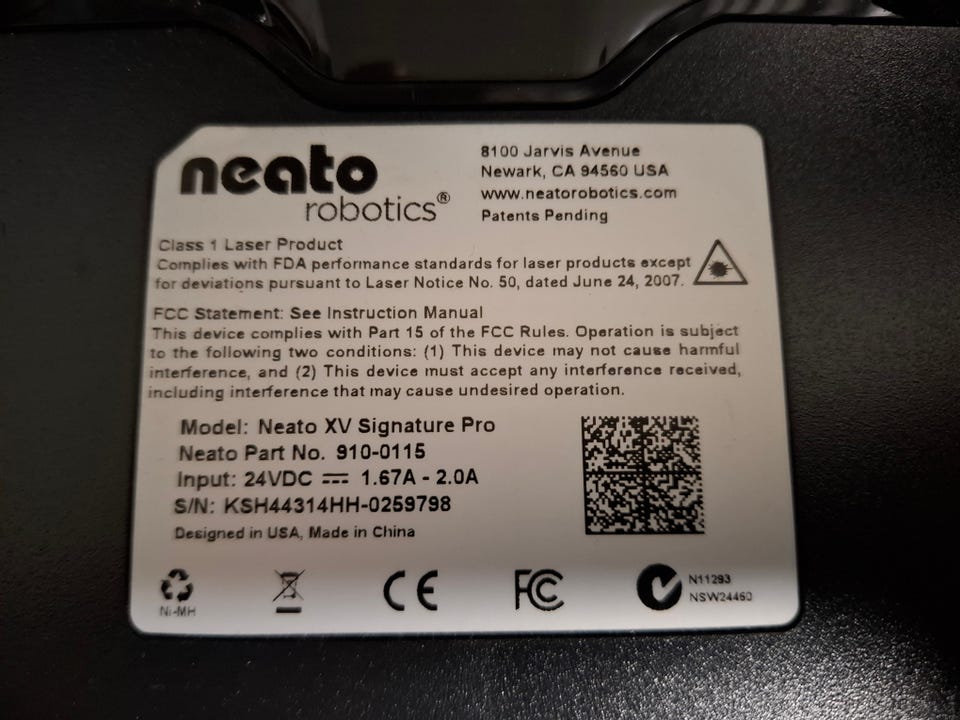 neato
robotics®
8100 Jarvis Avenue
Newark, CA 94560 USA
www.neatorobotics.com
Patents Pending
Class 1 Laser Product
Complies with FDA performance standards for laser products except
for deviations pursuant to Laser Notice No. 50, dated June 24, 2007.
FCC Statement: See Instruction Manual
This device complies with Part 15 of the FCC Rules. Operation is subject
to the following two conditions: (1) This device may not cause harmful
interference, and (2) This device must accept any interference received,
including interference that may cause undesired operation.
Model: Neato XV Signature Pro
Neato Part No. 910-0115
Input: 24VDC ⎓ 1.67A - 2.0A
S/N: KSH44314HH-0259798
Designed in USA, Made in China
Ni-MH
CE
FC
N11293
NSW24460